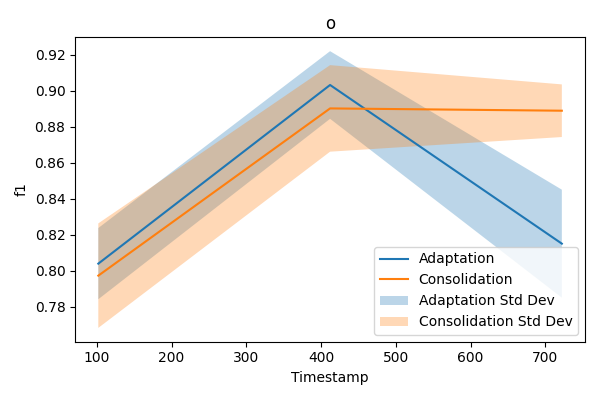 o
f1
0.92
0.90
0.88
0.86
0.84
0.82
0.80
0.78
100 200 300 400 500 600 700
Timestamp
Adaptation
Consolidation
Adaptation Std Dev
Consolidation Std Dev